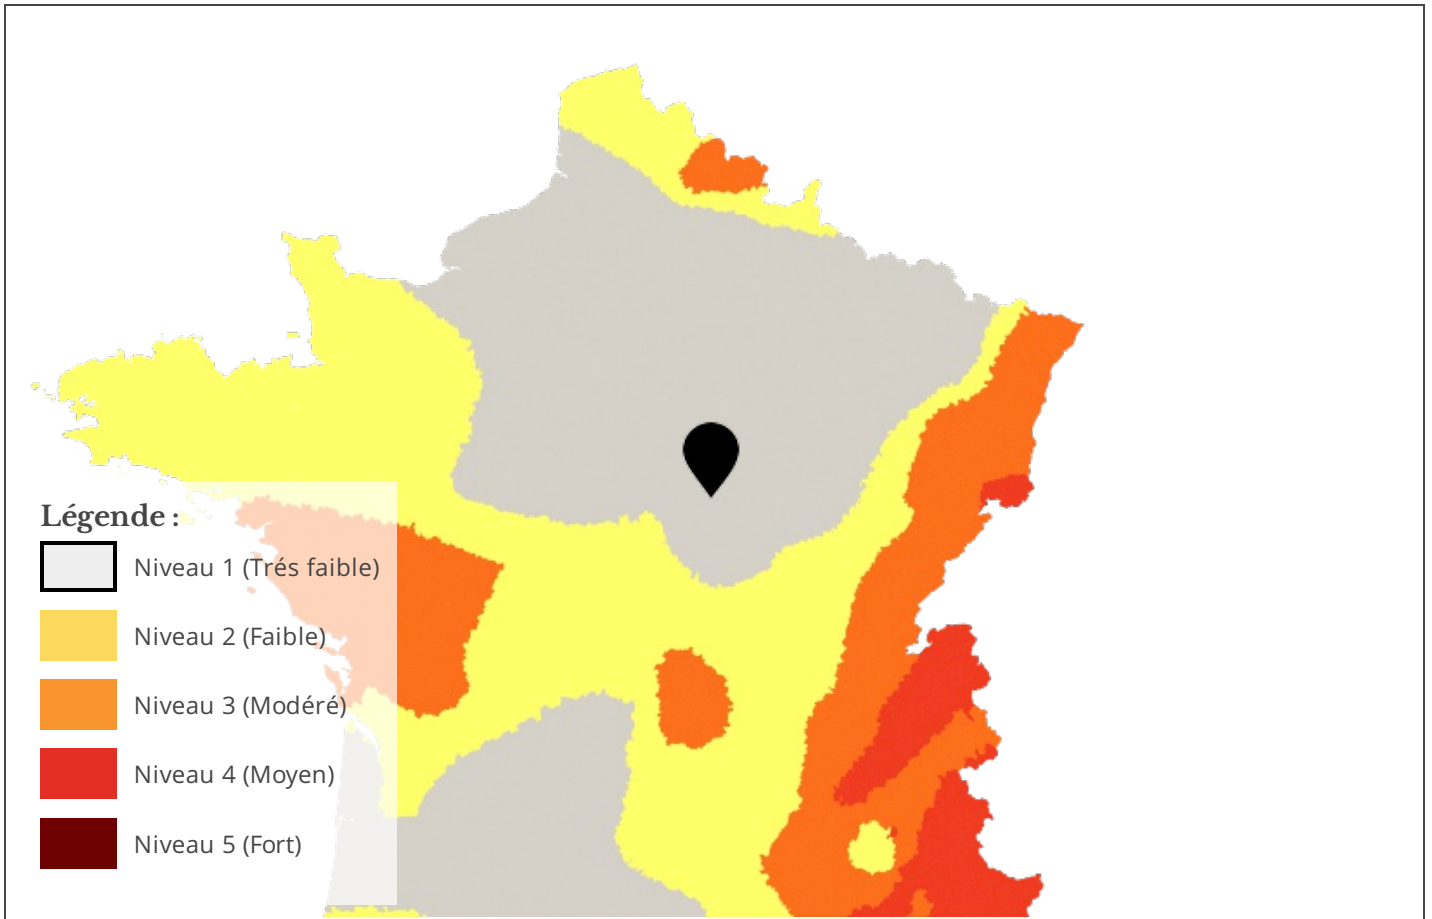 Légende :
Niveau 1 (Trés faible)
Niveau 2 (Faible)
Niveau 3 (Modéré)
Niveau 4 (Moyen)
Niveau 5 (Fort)